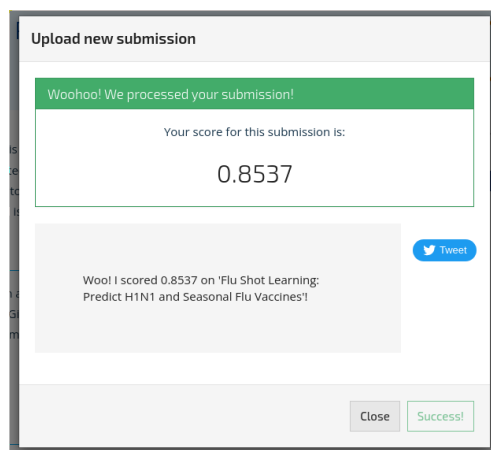 Upload new submission
Woohoo! We processed your submission!
Your score for this submission is:
0.8537
Tweet
Woo! I scored 0.8537 on 'Flu Shot Learning:
Predict H1N1 and Seasonal Flu Vaccines'!
Close
Success!